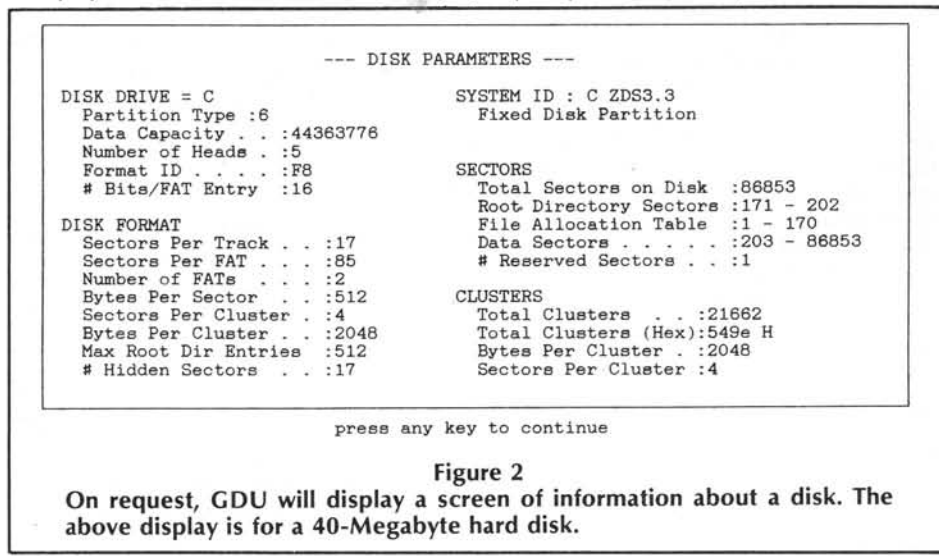 --- DISK PARAMETERS ---
DISK DRIVE = C
Partition Type :6
Data Capacity . . :44363776
Number of Heads . :5
Format ID . . . . :F8
# Bits/FAT Entry :16
DISK FORMAT
Sectors Per Track . . :17
Sectors Per FAT . . . :85
Number of FATs . . . :2
Bytes Per Sector . . :512
Sectors Per Cluster . :4
Bytes Per Cluster . . :2048
Max Root Dir Entries :512
# Hidden Sectors . . :17
SYSTEM ID : C ZDS3.3
Fixed Disk Partition
SECTORS
Total Sectors on Disk :86853
Root Directory Sectors :171 - 202
File Allocation Table :1 - 170
Data Sectors . . . . . :203 - 86853
# Reserved Sectors . . :1
CLUSTERS
Total Clusters . . :21662
Total Clusters (Hex):549e H
Bytes Per Cluster . :2048
Sectors Per Cluster :4
press any key to continue
Figure 2
On request, GDU will display a screen of information about a disk. The
above display is for a 40-Megabyte hard disk.